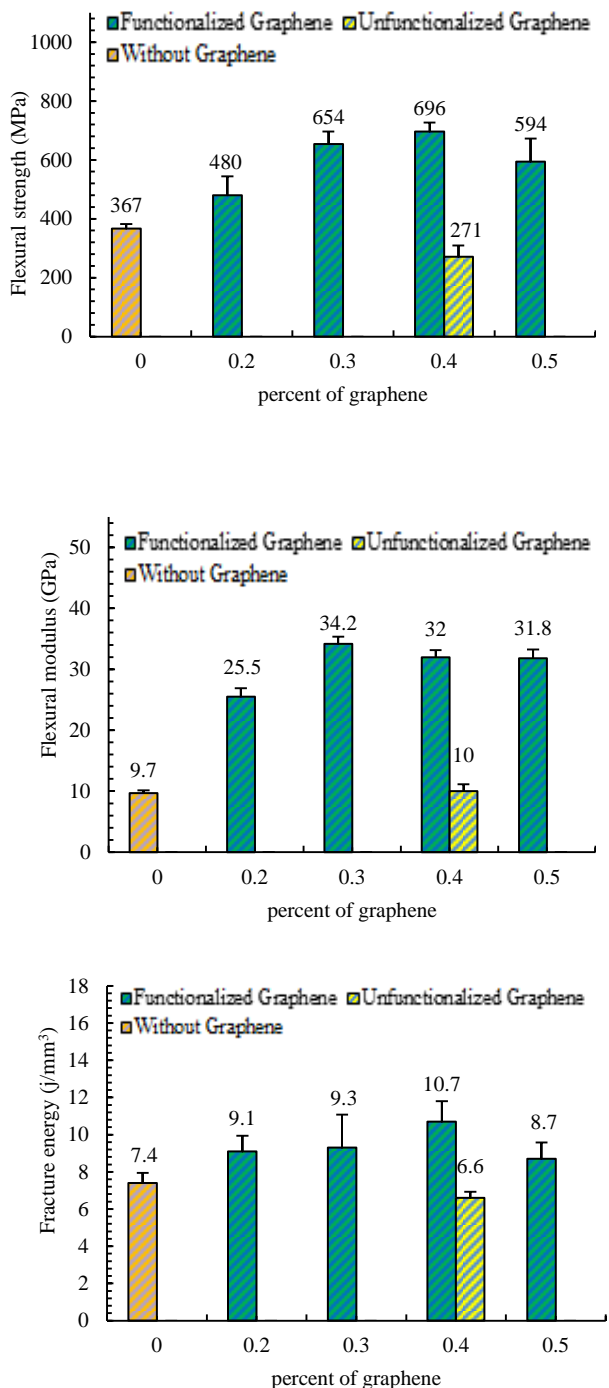 Functionalized Graphene Unfunctionalized Graphene
Without Graphene
Flexural strength (MPa)
1000
800
600
400
200
0
367
480
654
696
271
594
0 0.2 0.3 0.4 0.5
percent of graphene
Functionalized Graphene Unfunctionalized Graphene
Without Graphene
Flexural modulus (GPa)
50
40
30
20
10
0
9.7
25.5
34.2
32
10
31.8
0 0.2 0.3 0.4 0.5
percent of graphene
Functionalized Graphene Unfunctionalized Graphene
Without Graphene
Fracture energy (j/mm³)
18
16
14
12
10
8
6
4
2
0
7.4
9.1
9.3
10.7
6.6
8.7
0 0.2 0.3 0.4 0.5
percent of graphene